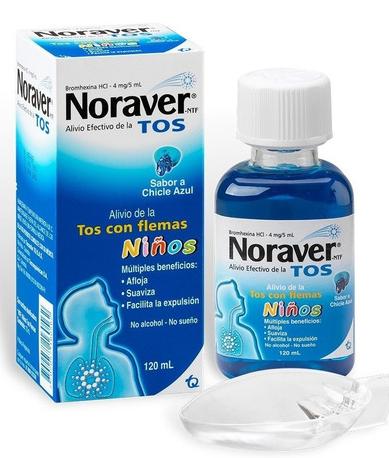 Bromhexina HCl - 4 mg/5 mL
Noraver®-NTF
Alivio Efectivo de la TOS
Sabor a
Chicle Azul
Alivio de la
Tos con flemas
Niños
Múltiples beneficios:
• Afloja
• Suaviza
• Facilita la expulsión
No alcohol - No sueño
120 mL
TQ
Bromhexina HCl - 4 mg/5 mL
Noraver®-NTF
Alivio Efectivo de la TOS
Sabor a
Chicle Azul
Alivio de la
Tos con flemas
Niños
Múltiples beneficios:
• Afloja
• Suaviza
• Facilita la expulsión
No alcohol - No sueño
120 mL